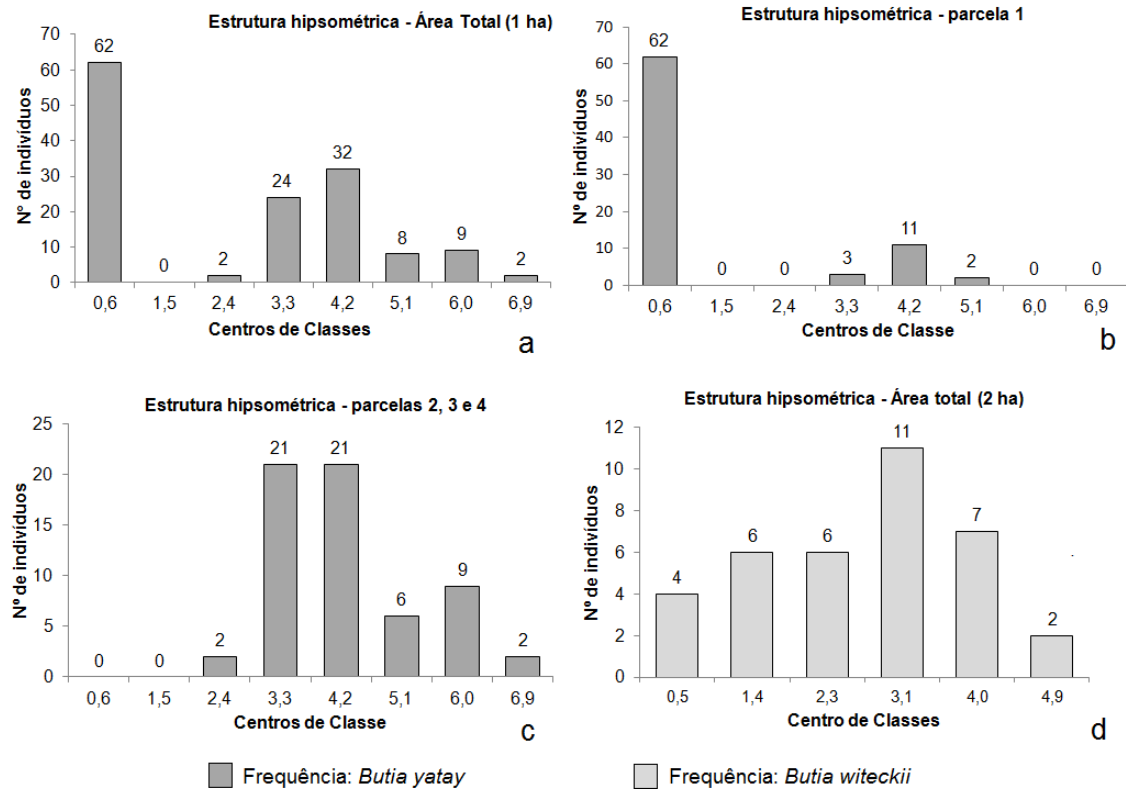 Estrutura hipsométrica - Área Total (1 ha)
Nº de indivíduos
70
60
50
40
30
20
10
0
62
0
2
24
32
8
9
2
0,6 1,5 2,4 3,3 4,2 5,1 6,0 6,9
Centros de Classes
a
Estrutura hipsométrica - parcela 1
Nº de indivíduos
70
60
50
40
30
20
10
0
62
0
0
3
11
2
0
0
0,6 1,5 2,4 3,3 4,2 5,1 6,0 6,9
Centros de Classe
b
Estrutura hipsométrica - parcelas 2, 3 e 4
Nº de indivíduos
25
20
15
10
5
0
0
0
2
21
21
6
9
2
0,6 1,5 2,4 3,3 4,2 5,1 6,0 6,9
Centros de Classe
c
Estrutura hipsométrica - Área total (2 ha)
Nº de indivíduos
12
10
8
6
4
2
0
4
6
6
11
7
2
0,5 1,4 2,3 3,1 4,0 4,9
Centro de Classes
d
Frequência: Butia yatay
Frequência: Butia witeckii